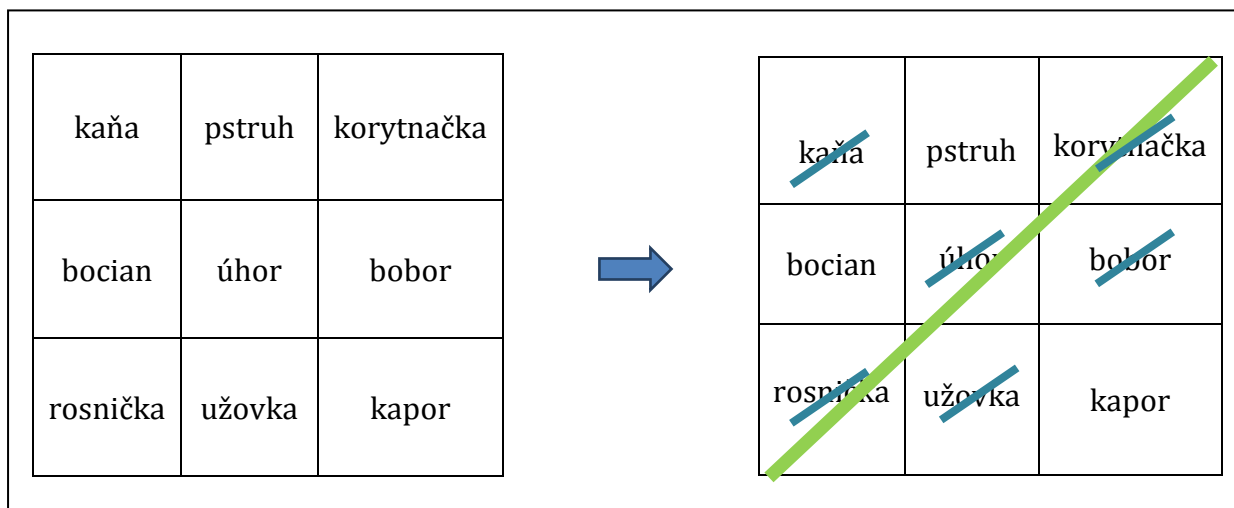 kaňa pstruh korytnačka
bocian úhor bobor
rosnička užovka kapor
kaňa pstruh korytnačka
bocian úhor bobor
rosnička užovka kapor